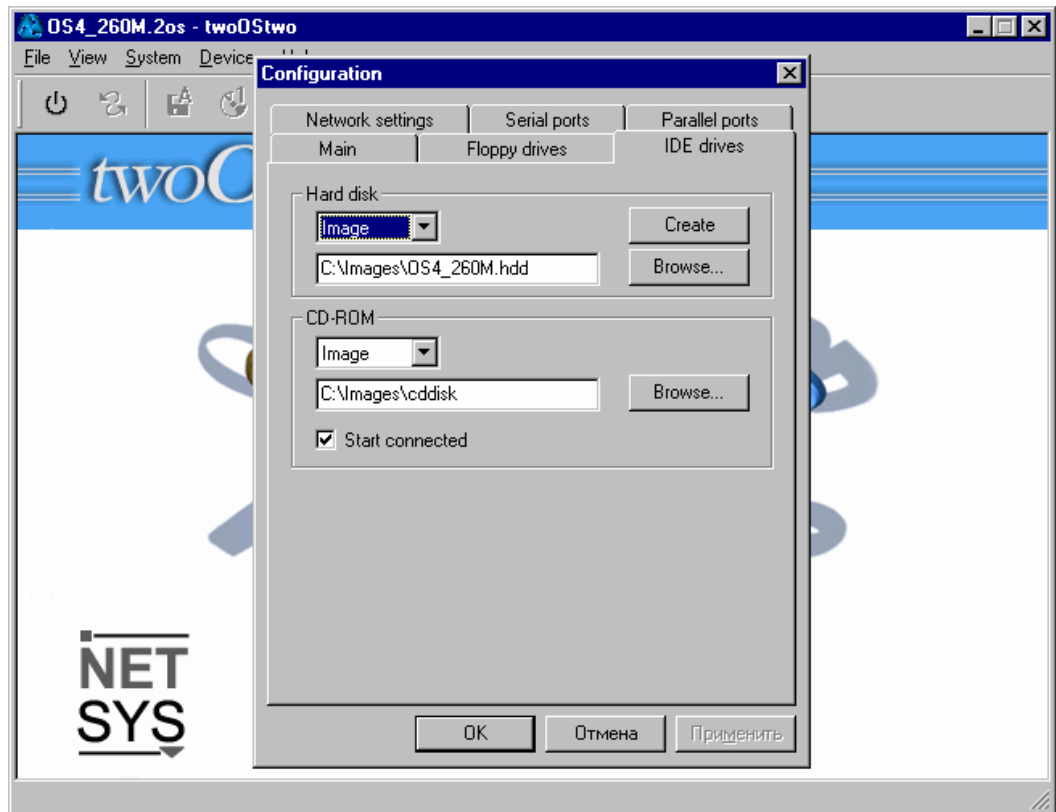 OS4_260M.2os - twoOStwo
File View System Device
Configuration
Network settings Serial ports Parallel ports
Main Floppy drives IDE drives
twoO
Hard disk
Image Create
C:\Images\OS4_260M.hdd Browse...
CD-ROM
Image
C:\Images\cddisk Browse...
Start connected
NET
SYS
OK Отмена Применить